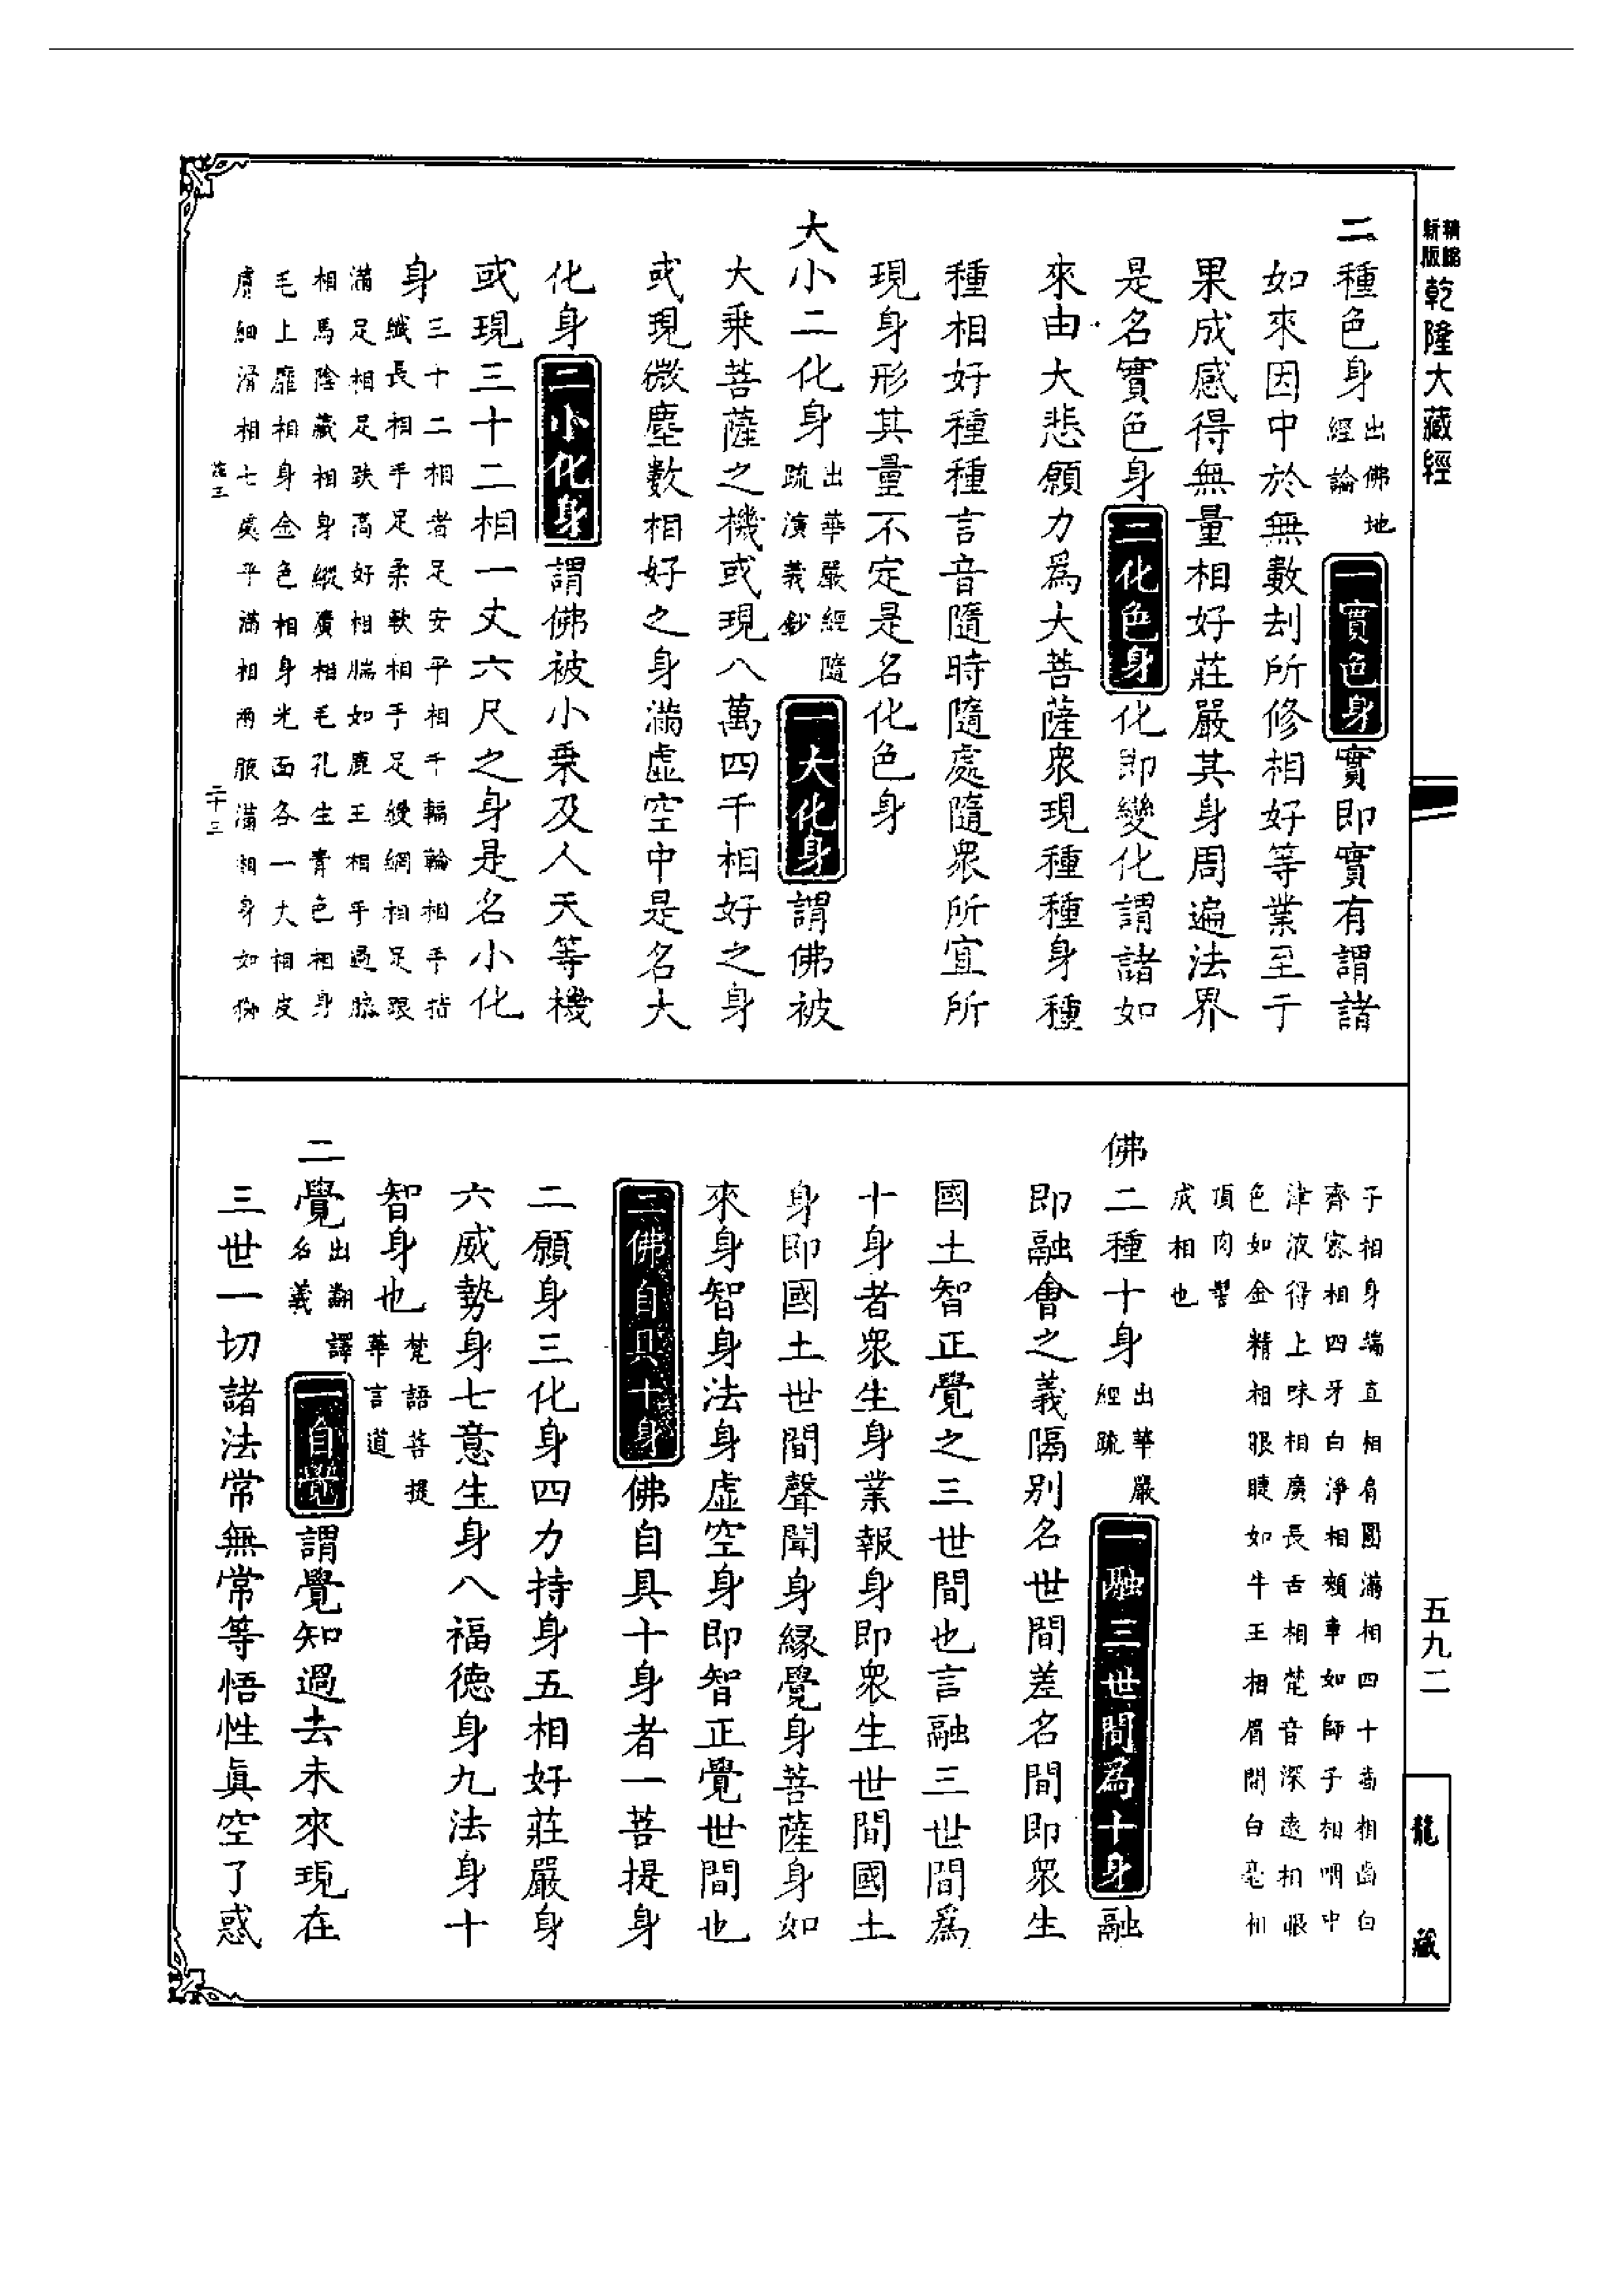 精縮新版乾隆大藏經
二種色身出佛地經論一實色身實即實有謂諸
如來因中於無數刦所修相好等業至于
果成感得無量相好莊嚴其身周遍法界
是名實色身二化色身化即變化謂諸如
來由大悲願力爲大菩薩衆現種種身種
種相好種種言音隨時隨處隨衆所宜所
現身形其量不定是名化色身
大小二化身出華嚴經隨疏演義鈔一大化身謂佛被
大乗菩薩之機或現八萬四千相好之身
或現微塵數相好之身滿虛空中是名大
化身二小化身謂佛被小乗及人天等機
或現三十二相一丈六尺之身是名小化
身三十二相者足安平相千輻輪相手指
纖長相手足柔軟相手足縵網相足跟
滿足相足趺高好相腨如鹿王相手過膝
相馬陰藏相身縱廣相毛孔生青色相身
毛上靡相身金色相身光面各一丈相皮
膚細滑相七處平滿相兩腋滿相身如獅
二十三
子相身端直相肩圓滿相四十齒相齒白
齊密相四牙白淨相頰車如師子相咽中
津液得上味相廣長舌相梵音深遠相眼
色如金精相眼睫如牛王相眉間白毫相
頂肉髻
成相也
佛二種十身出華嚴經疏一融三世間為十身融
即融會之義隔別名世間差名間即衆生
國土智正覺之三世間也言融三世間爲
十身者衆生身業報身即衆生世間國土
身即國土世間聲聞身緣覺身菩薩身如
來身智身法身虛空身即智正覺世間也
二佛自具十身佛自具十身者一菩提身
二願身三化身四力持身五相好莊嚴身
六威勢身七意生身八福德身九法身十
智身也梵語菩提華言道
二覺出翻譯名義一自覺謂覺知過去未來現在
三世一切諸法常無常等悟性眞空了惑
五九二
龍藏